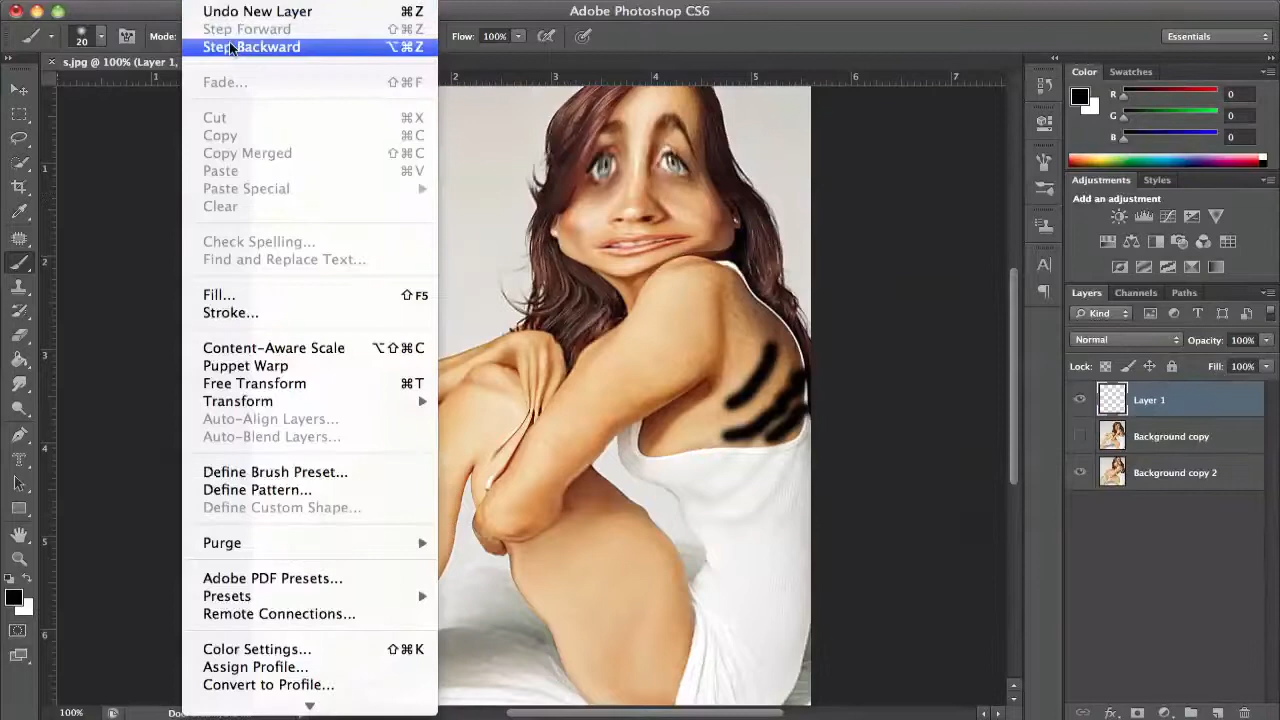 Adobe Photoshop CS6
20
Mode:
Flow: 100%
Essentials
s.jpg @ 100% (Layer 1,
1
2
3
4
5
6
7
1
2
3
4
5
6
Undo New Layer ⌘Z
Step Forward ⇧⌘Z
Step Backward ⌥⌘Z
Fade... ⇧⌘F
Cut ⌘X
Copy ⌘C
Copy Merged ⇧⌘C
Paste ⌘V
Paste Special
Clear
Check Spelling...
Find and Replace Text...
Fill... ⇧F5
Stroke...
Content-Aware Scale ⌥⇧⌘C
Puppet Warp
Free Transform ⌘T
Transform
Auto-Align Layers...
Auto-Blend Layers...
Define Brush Preset...
Define Pattern...
Define Custom Shape...
Purge
Adobe PDF Presets...
Presets
Remote Connections...
Color Settings... ⇧⌘K
Assign Profile...
Convert to Profile...
Color Swatches
R 0
G 0
B 0
Adjustments Styles
Add an adjustment
Layers Channels Paths
Kind
Normal Opacity: 100%
Lock: Fill: 100%
Layer 1
Background copy
Background copy 2
100%